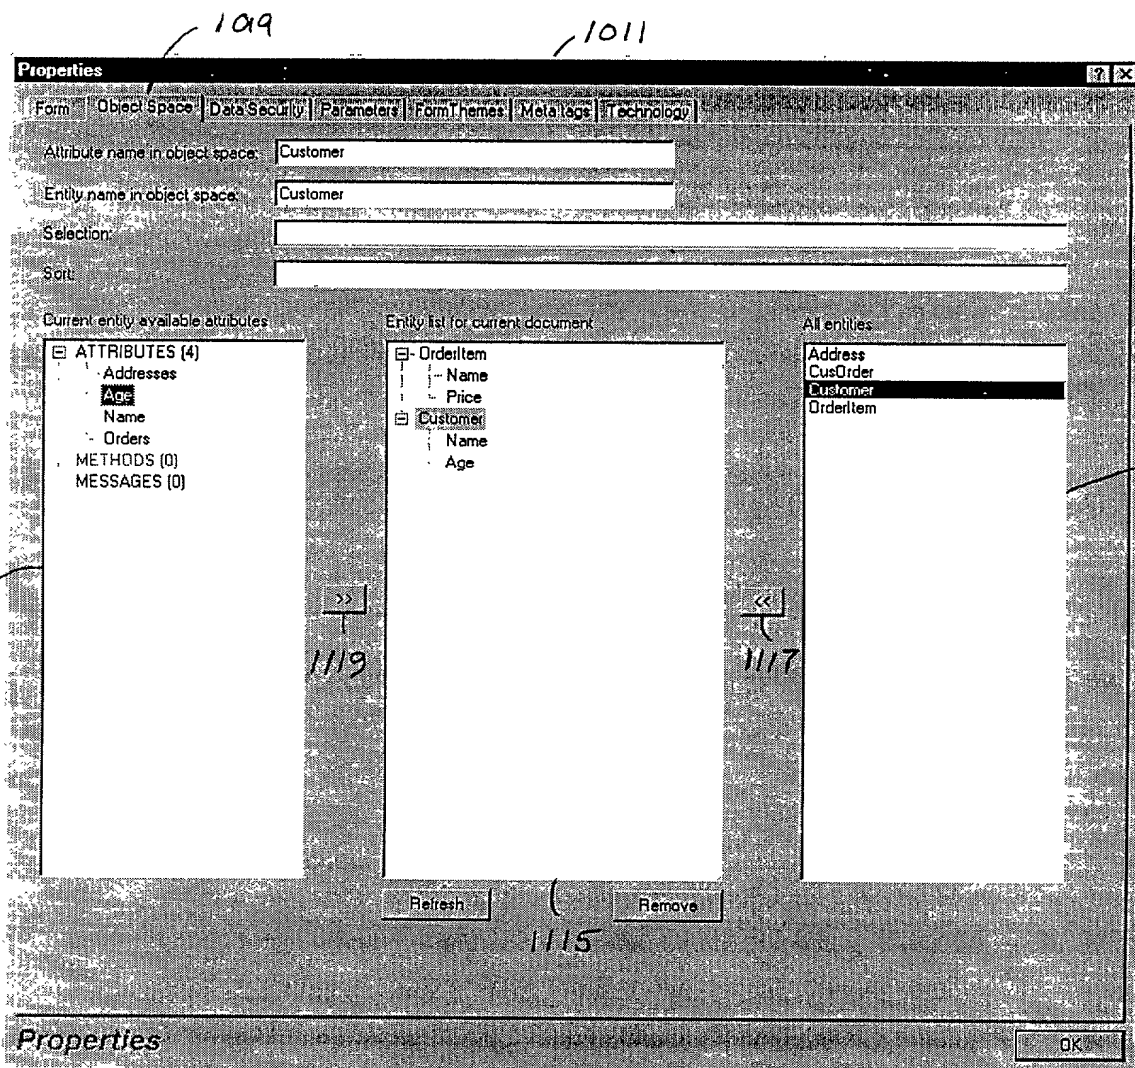 1019 1011
Properties ? X
Form Object Space Data Security Parameters FormThemes Meta tags Technology
Attribute name in object space: Customer
Entity name in object space: Customer
Selection:
Sort:
Current entity available attributes Entity list for current document All entities
ATTRIBUTES (4)
Addresses
Age
Name
Orders
METHODS (0)
MESSAGES (0)
OrderItem
Name
Price
Customer
Name
Age
Address
CusOrder
Customer
OrderItem
>> <<
1119 1117
Refresh Remove
1115
Properties OK